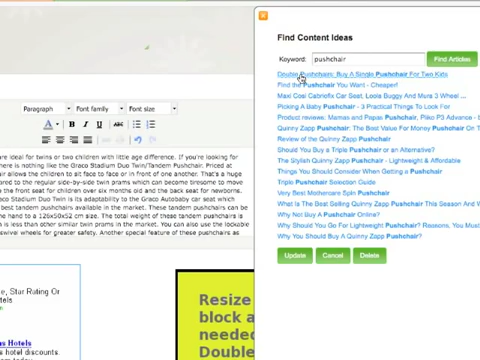 Find Content Ideas
Keyword: pushchair Find Articles
Double Pushchairs: Buy A Single Pushchair For Two Kids
Find the Pushchair You Want - Cheaper!
Maxi Cosi Cabriofix Car Seat, Loola Buggy And Mura 3 Wheel ...
Picking A Baby Pushchair - 3 Practical Things To Look For
Product reviews: Mamas and Papas Pushchair, Pliko P3 Advance - b
Quinny Zapp Pushchair: The Best Value For Money Pushchair On T
Review of the Quinny Zapp Pushchair
Should You Buy a Triple Pushchair or an Alternative?
The Stylish Quinny Zapp Pushchair - Lightweight & Affordable
Things You Should Consider When Getting a Pushchair
Triple Pushchair Selection Guide
Very Best Mothercare Spin Pushchair
What Is The Best Selling Quinny Zapp Pushchair This Season And W
Why Not Buy A Pushchair Online?
Why Should You Go For Lightweight Pushchair? Reasons, You Must
Why You Should Buy A Quinny Zapp Pushchair?
Update Cancel Delete
Paragraph Font family Font size
A B I U ABC
are ideal for twins or two children with little age difference. If you're looking for
here is nothing like the Graco Stadium Duo Twin/Tandem Pushchair. Priced at
air allows the children to sit face to face or in front of one another. That's a huge
ored to the regular side-by-side twin prams which can become tiresome to move
the front seat for children over six months old and the back seat for newborns.
aco Stadium Duo Twin is its adaptability to the Graco Autobaby car seat which
best tandem pushchairs available in the market. These tandem pushchairs can be
he hand to a 126x50x52 cm size. The total weight of these tandem pushchairs is
is less than other similar twin prams in the market. You can also use the lockable
swivel wheels for greater safety. Another special feature of these pushchairs as
e, Star Rating Or
otels
s Hotels
s hotel discounts.
Resize
block a
needed
Double